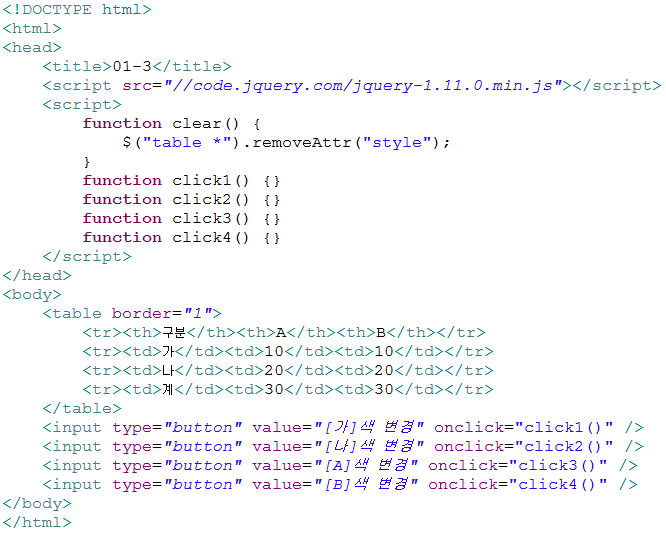 <!DOCTYPE html>
<html>
<head>
    <title>01-3</title>
    <script src="//code.jquery.com/jquery-1.11.0.min.js"></script>
    <script>
        function clear() {
            $("table *").removeAttr("style");
        }
        function click1() {}
        function click2() {}
        function click3() {}
        function click4() {}
    </script>
</head>
<body>
    <table border="1">
        <tr><th>구분</th><th>A</th><th>B</th></tr>
        <tr><td>가</td><td>10</td><td>10</td></tr>
        <tr><td>나</td><td>20</td><td>20</td></tr>
        <tr><td>계</td><td>30</td><td>30</td></tr>
    </table>
    <input type="button" value="[가]색 변경" onclick="click1()" />
    <input type="button" value="[나]색 변경" onclick="click2()" />
    <input type="button" value="[A]색 변경" onclick="click3()" />
    <input type="button" value="[B]색 변경" onclick="click4()" />
</body>
</html>